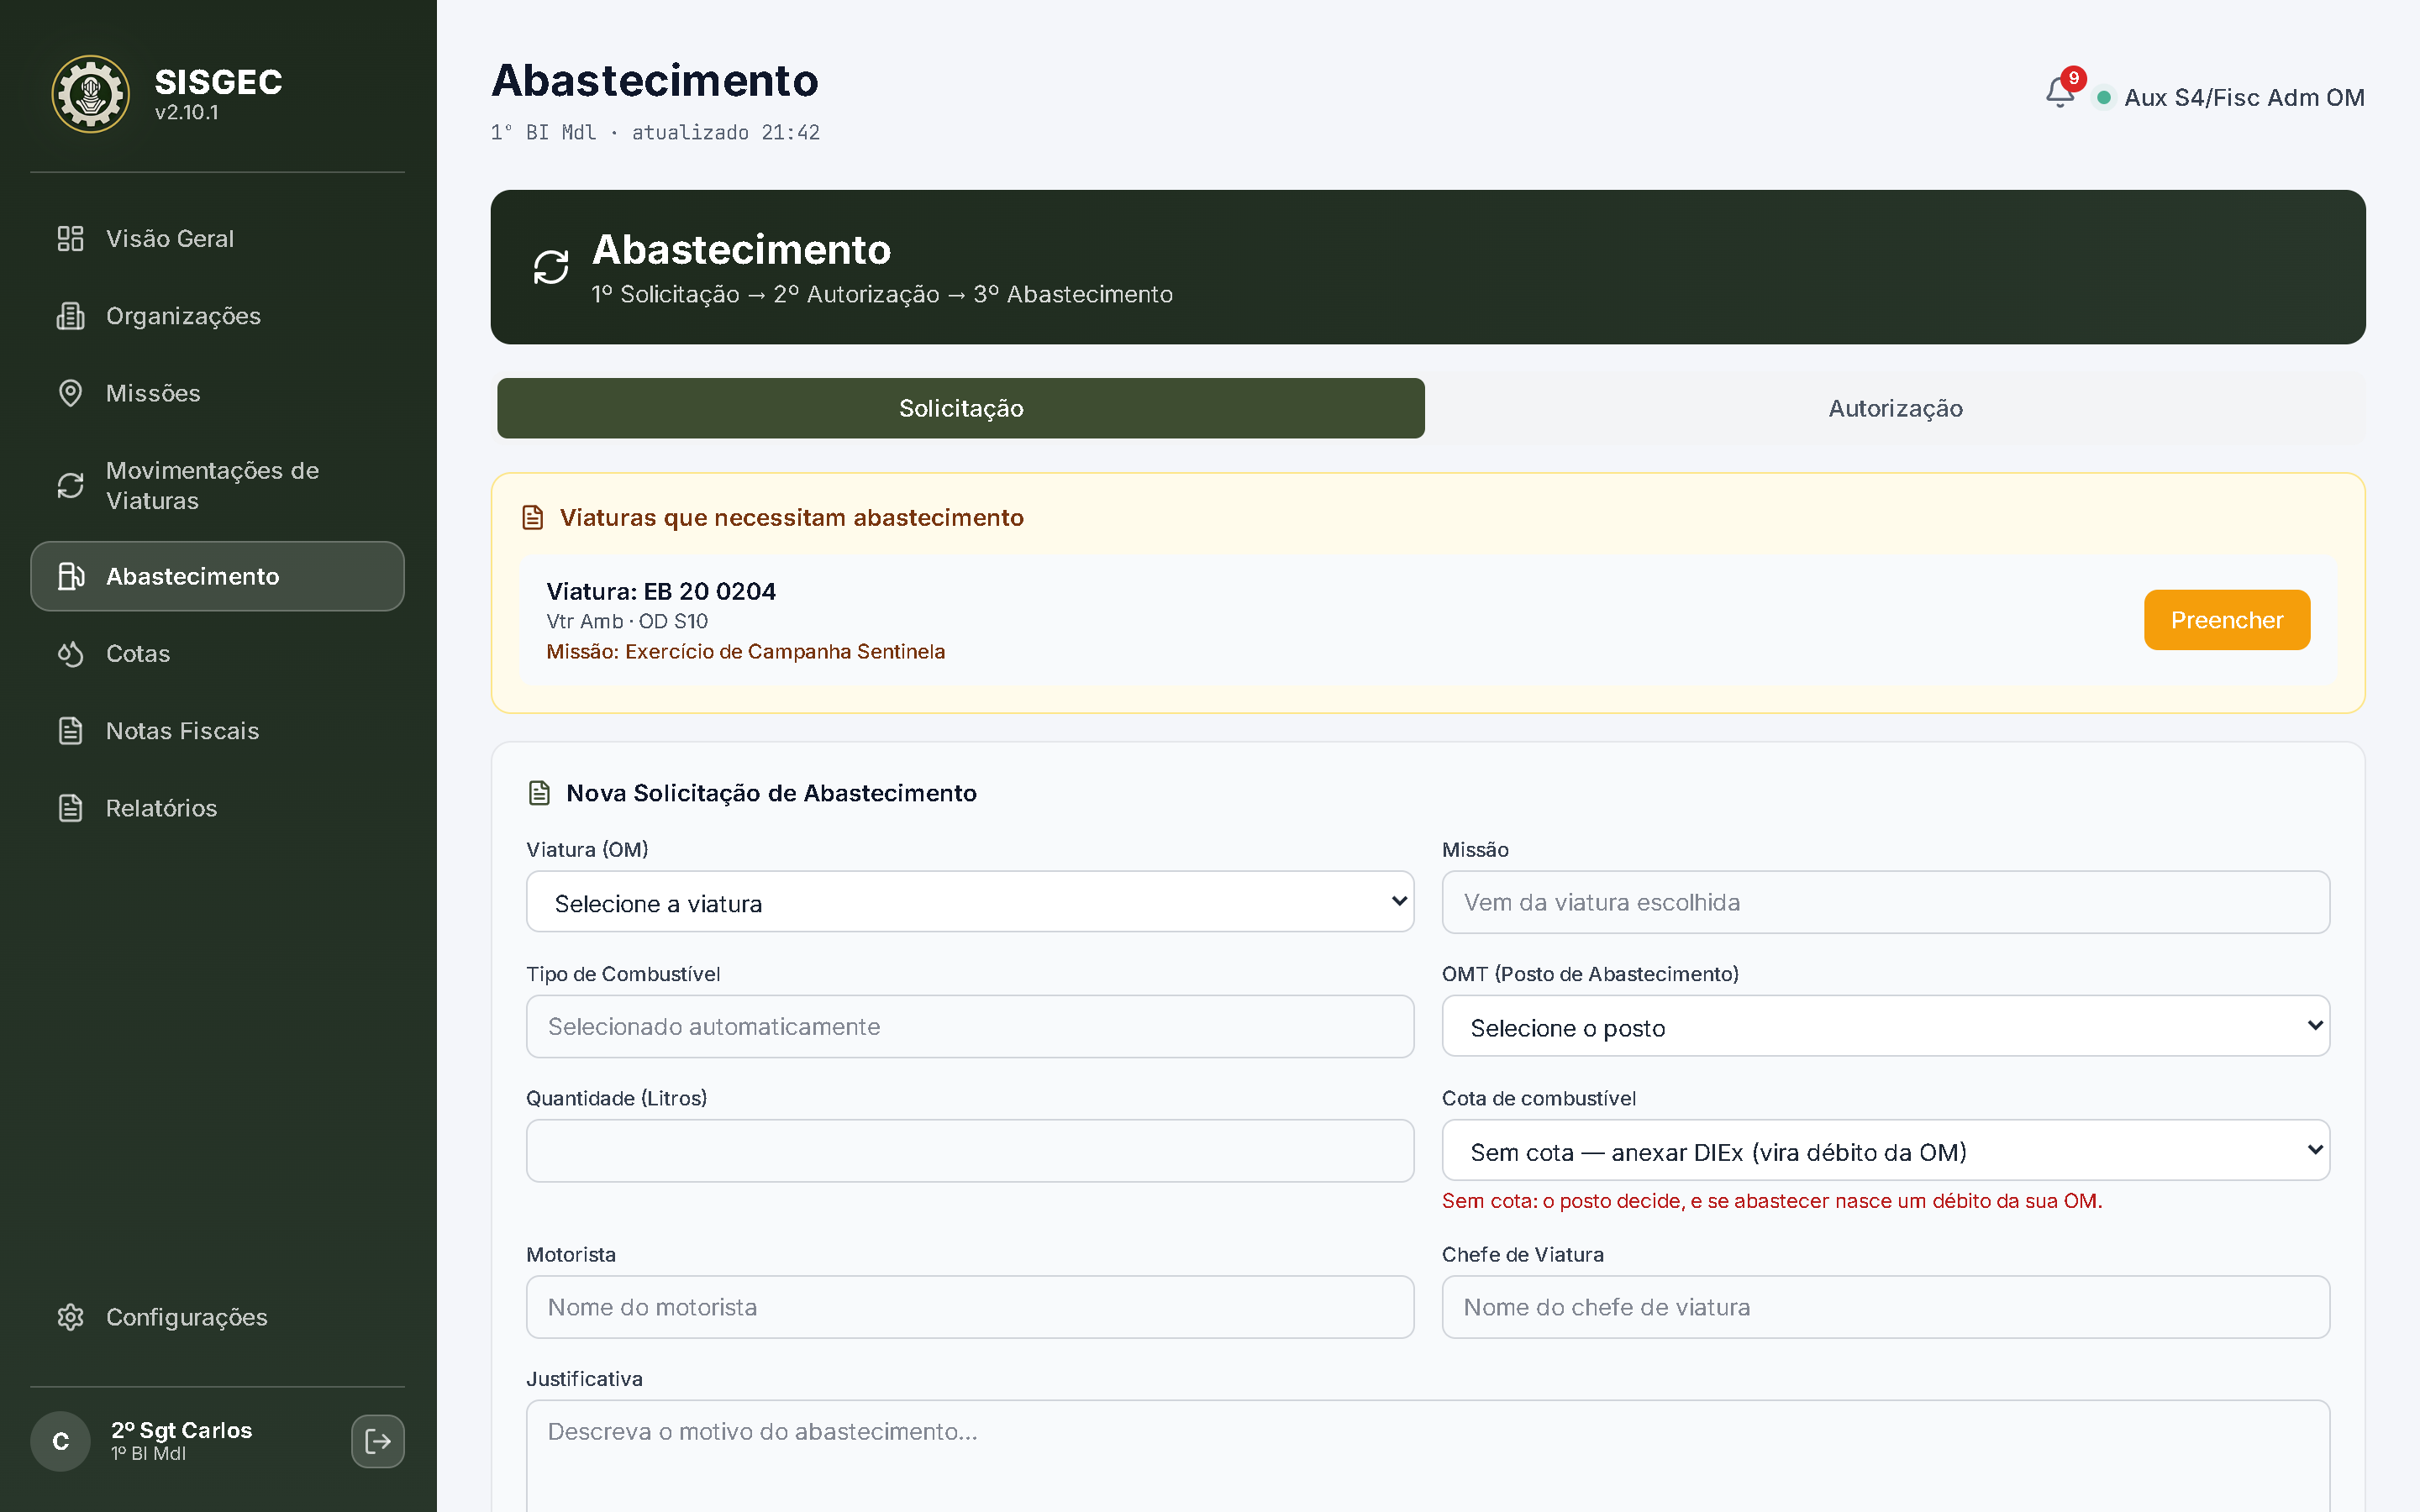 SISGEC
v2.10.1
Visão Geral
Organizações
Missões
Movimentações de
Viaturas
Abastecimento
Cotas
Notas Fiscais
Relatórios
Configurações
C
2º Sgt Carlos
1º BI Mdl
Abastecimento
1º BI Mdl · atualizado 21:42
9
Aux S4/Fisc Adm OM
Abastecimento
1º Solicitação → 2º Autorização → 3º Abastecimento
Solicitação
Autorização
Viaturas que necessitam abastecimento
Viatura: EB 20 0204
Vtr Amb · OD S10
Missão: Exercício de Campanha Sentinela
Preencher
Nova Solicitação de Abastecimento
Viatura (OM)
Selecione a viatura
Missão
Vem da viatura escolhida
Tipo de Combustível
Selecionado automaticamente
OMT (Posto de Abastecimento)
Selecione o posto
Quantidade (Litros)
Cota de combustível
Sem cota — anexar DIEx (vira débito da OM)
Sem cota: o posto decide, e se abastecer nasce um débito da sua OM.
Motorista
Nome do motorista
Chefe de Viatura
Nome do chefe de viatura
Justificativa
Descreva o motivo do abastecimento...